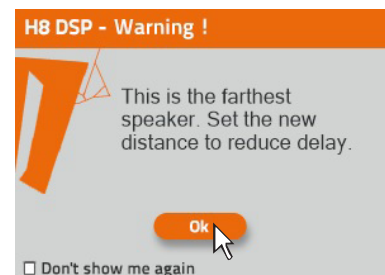 H8 DSP - Warning !
This is the farthest
speaker. Set the new
distance to reduce delay.
Ok
Don't show me again